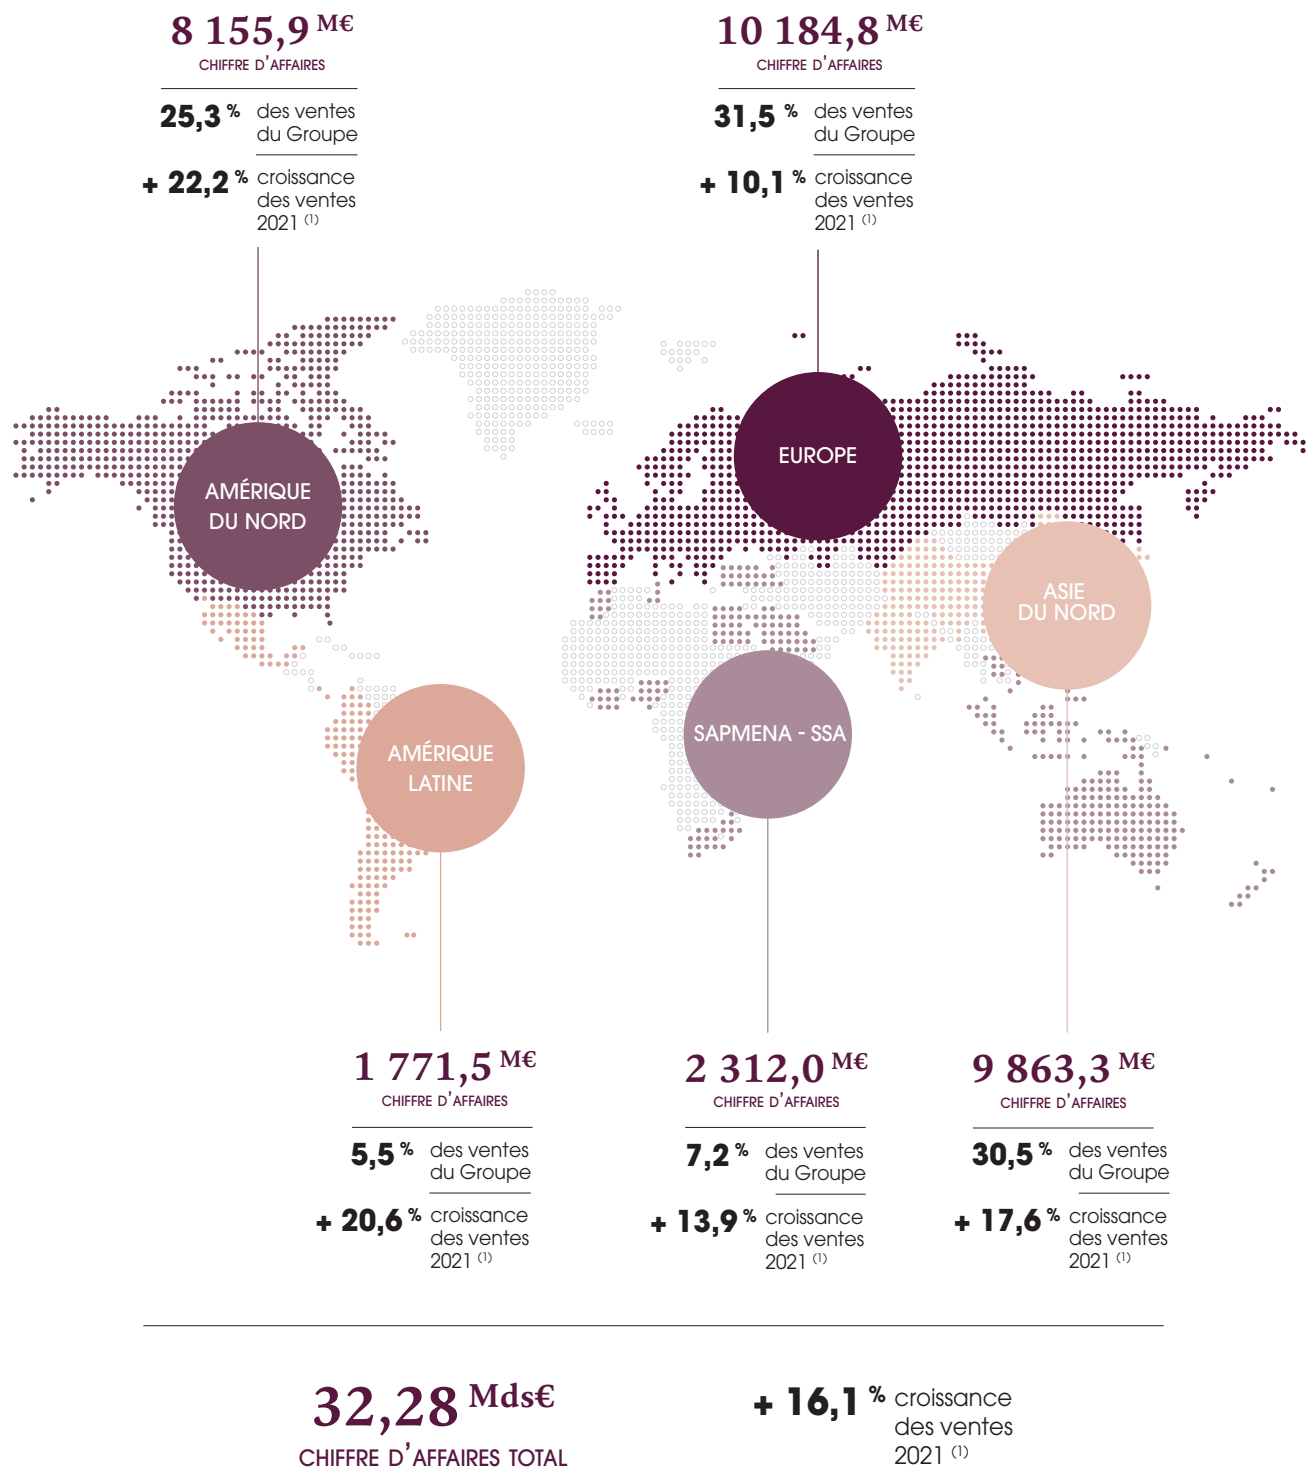 8 155,9 M€
CHIFFRE D'AFFAIRES
25,3 % des ventes
du Groupe
+ 22,2 % croissance
des ventes
2021 (1)
10 184,8 M€
CHIFFRE D'AFFAIRES
31,5 % des ventes
du Groupe
+ 10,1 % croissance
des ventes
2021 (1)
AMÉRIQUE
DU NORD
EUROPE
ASIE
DU NORD
SAPMENA - SSA
AMÉRIQUE
LATINE
1 771,5 M€
CHIFFRE D'AFFAIRES
5,5 % des ventes
du Groupe
+ 20,6 % croissance
des ventes
2021 (1)
2 312,0 M€
CHIFFRE D'AFFAIRES
7,2 % des ventes
du Groupe
+ 13,9 % croissance
des ventes
2021 (1)
9 863,3 M€
CHIFFRE D'AFFAIRES
30,5 % des ventes
du Groupe
+ 17,6 % croissance
des ventes
2021 (1)
32,28 Mds€
CHIFFRE D'AFFAIRES TOTAL
+ 16,1 % croissance
des ventes
2021 (1)